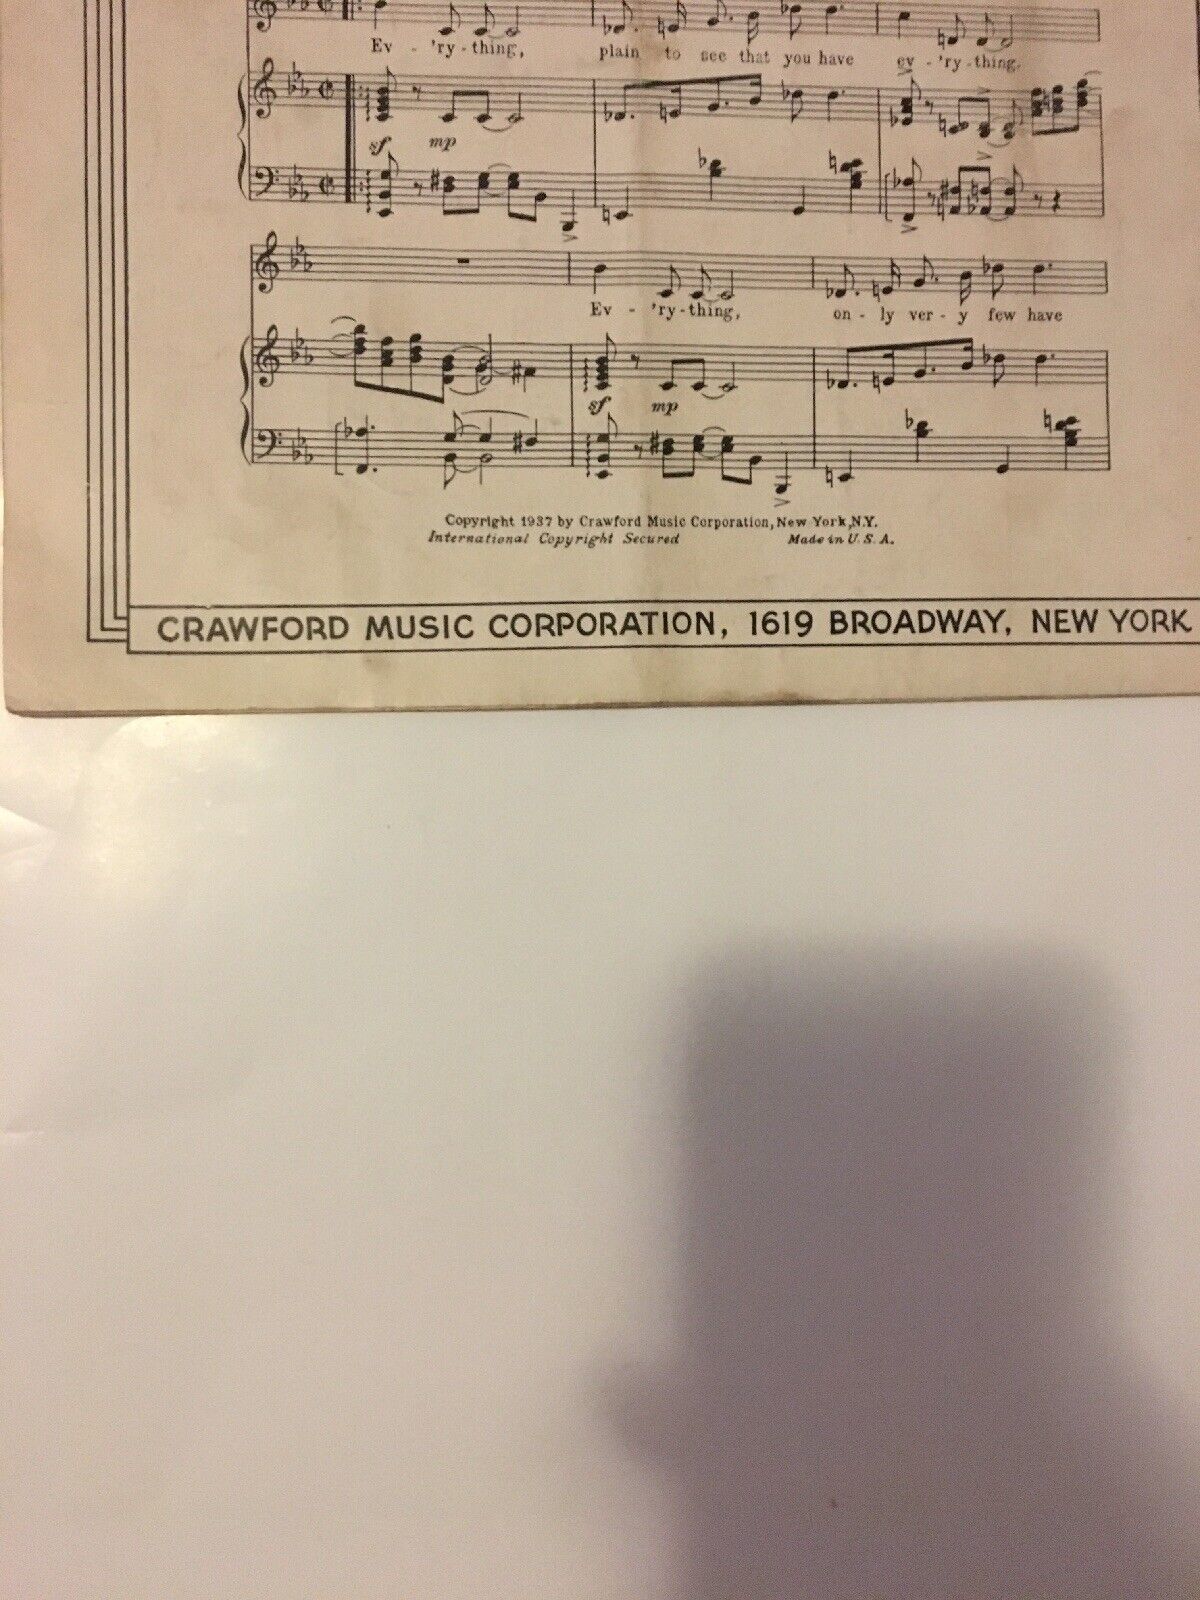 Ev - 'ry - thing, plain to see that you have ev - 'ry - thing,
sf mp
Ev - 'ry - thing, on - ly ver - y few have
sf mp
Copyright 1937 by Crawford Music Corporation, New York, N.Y.
International Copyright Secured Made in U. S. A.
CRAWFORD MUSIC CORPORATION, 1619 BROADWAY, NEW YORK